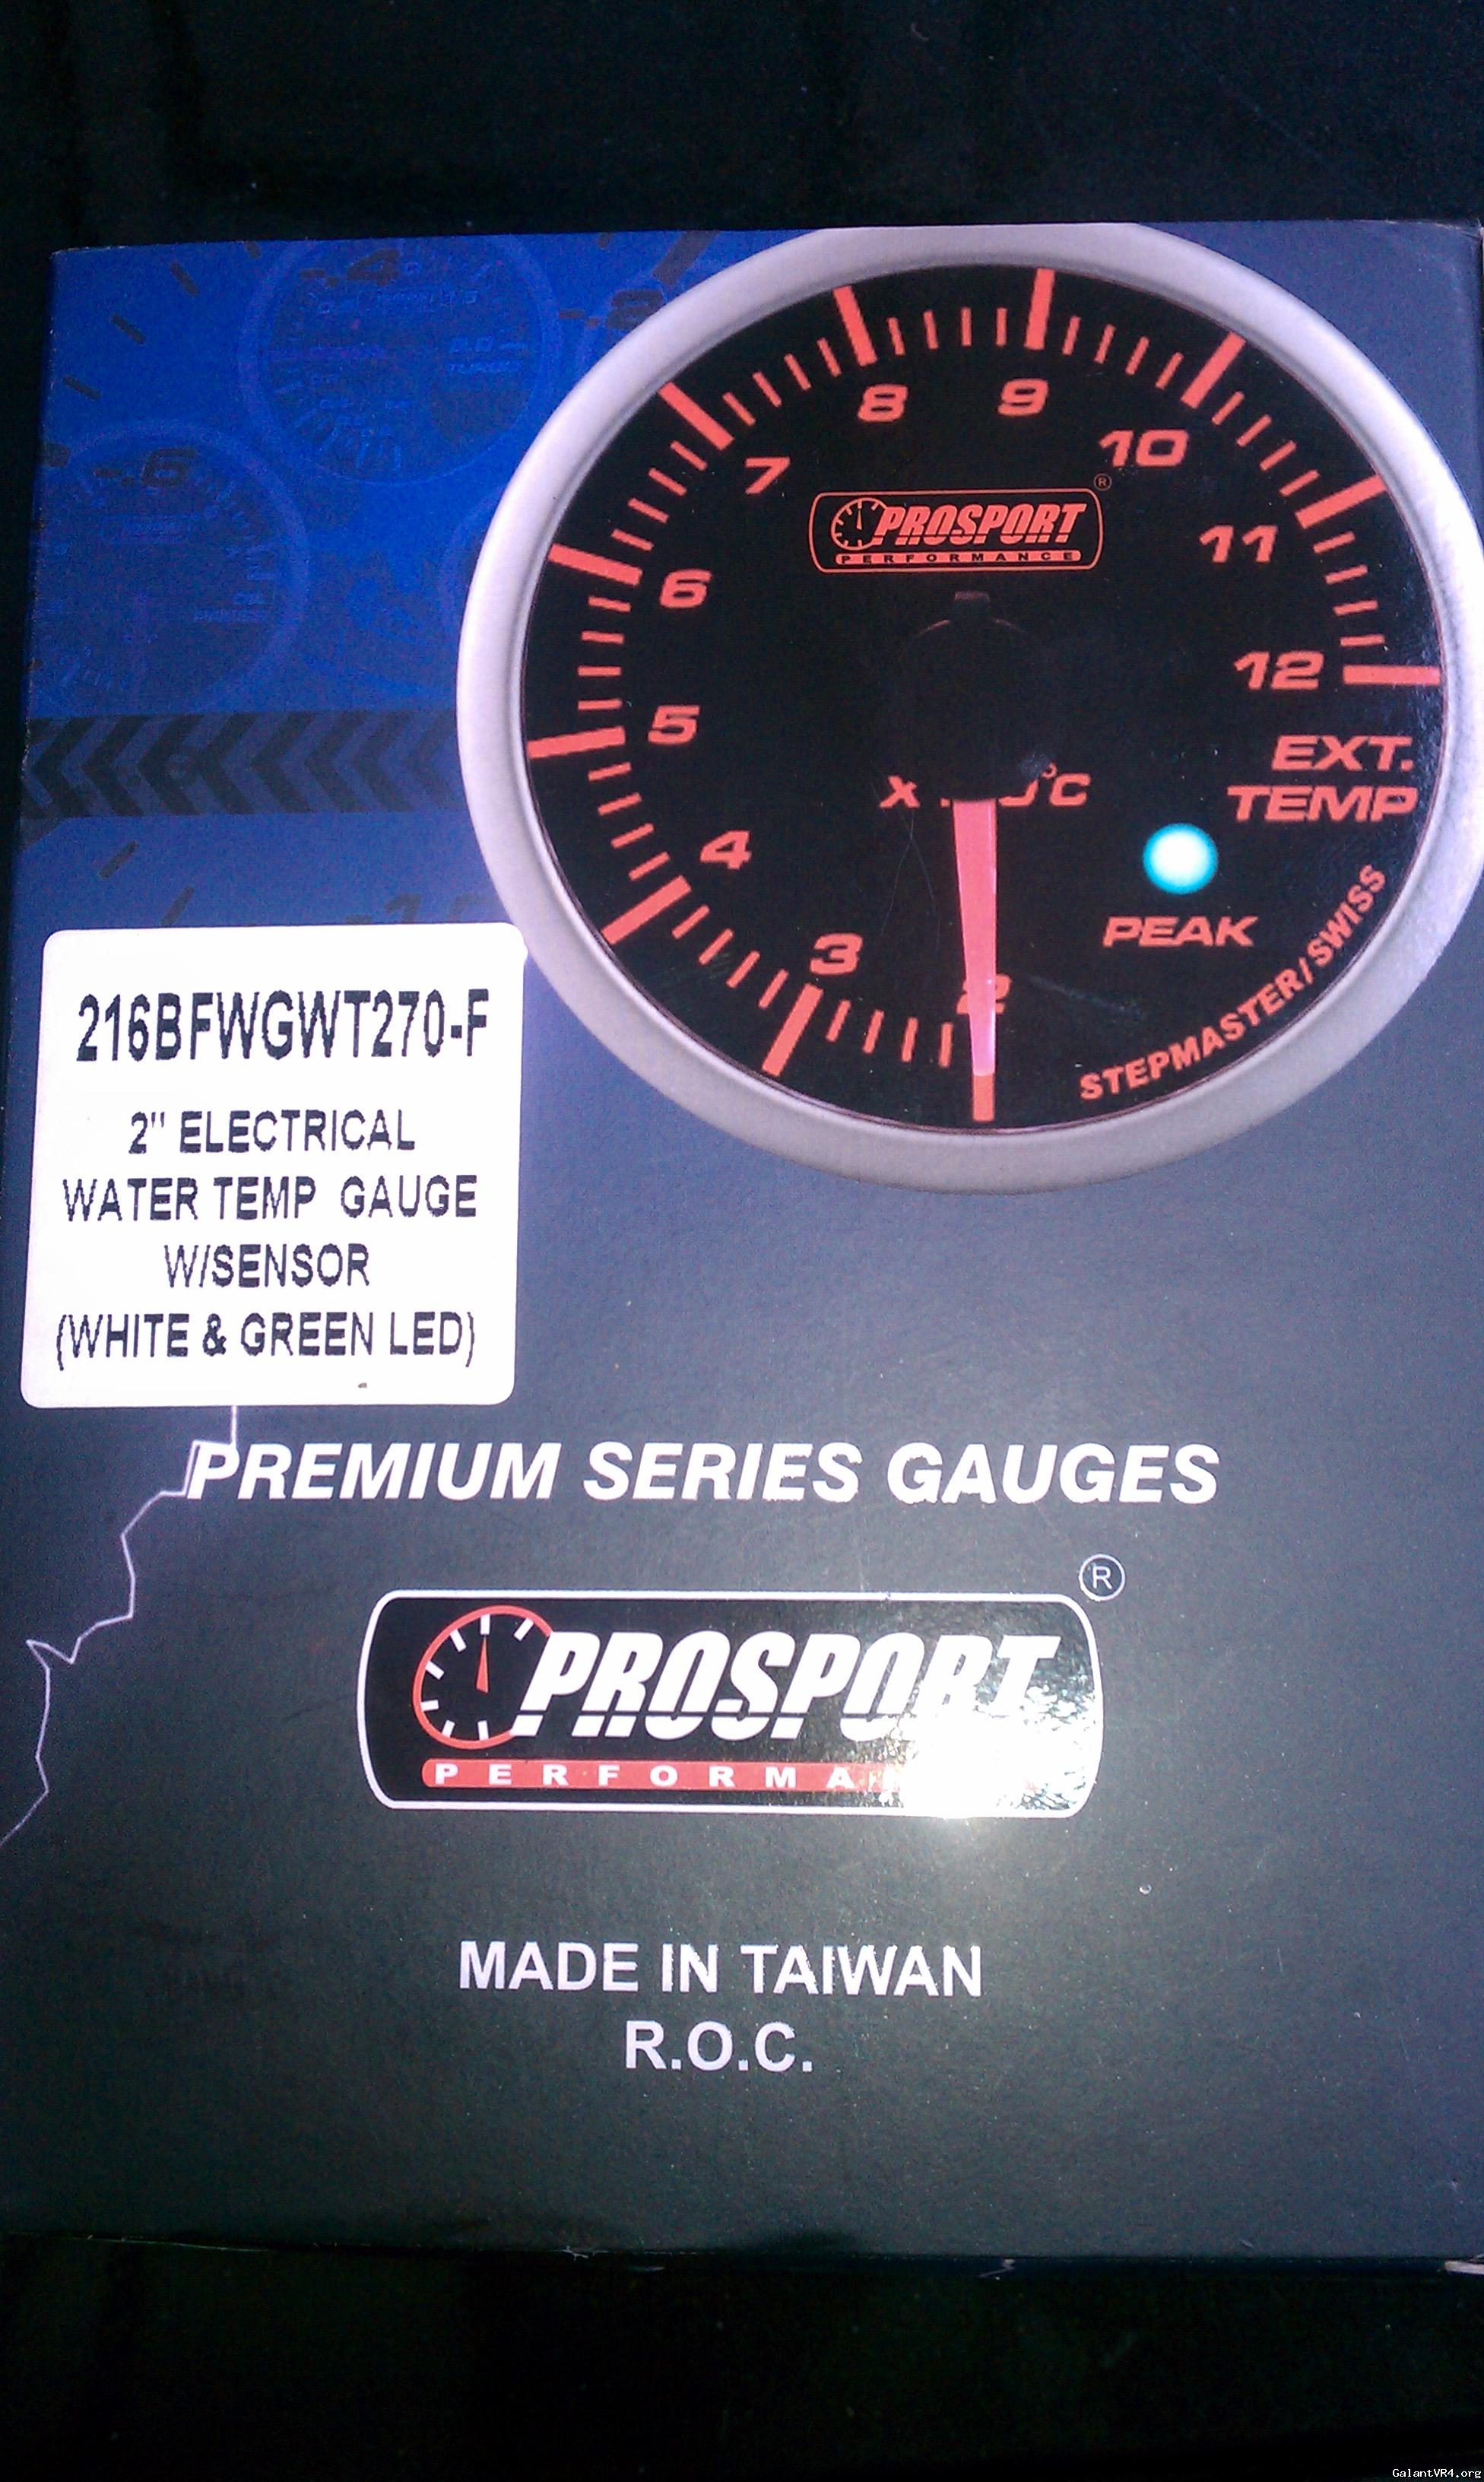 8
9
7
10
PROSPORT
®
PERFORMANCE
11
6
12
5
EXT.
TEMP
°C
4
PEAK
3
2
STEPMASTER/SWISS
216BFWGWT270-F
2" ELECTRICAL
WATER TEMP GAUGE
W/SENSOR
(WHITE & GREEN LED)
PREMIUM SERIES GAUGES
®
PROSPORT
MADE IN TAIWAN
R.O.C.
GalantVR4.org